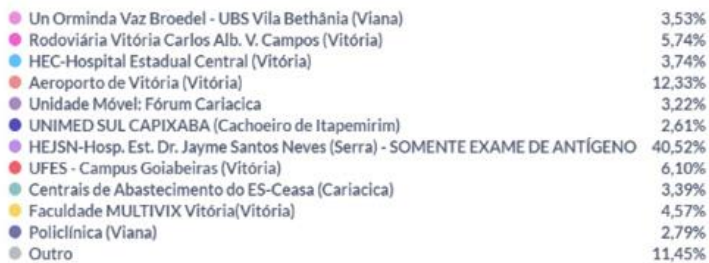 Un Orminda Vaz Broedel - UBS Vila Bethânia (Viana) 3,53%
Rodoviária Vitória Carlos Alb. V. Campos (Vitória) 5,74%
HEC-Hospital Estadual Central (Vitória) 3,74%
Aeroporto de Vitória (Vitória) 12,33%
Unidade Móvel: Fórum Cariacica 3,22%
UNIMED SUL CAPIXABA (Cachoeiro de Itapemirim) 2,61%
HEJSN-Hosp. Est. Dr. Jayme Santos Neves (Serra) - SOMENTE EXAME DE ANTÍGENO 40,52%
UFES - Campus Goiabeiras (Vitória) 6,10%
Centrais de Abastecimento do ES-Ceasa (Cariacica) 3,39%
Faculdade MULTIVIX Vitória(Vitória) 4,57%
Policlínica (Viana) 2,79%
Outro 11,45%